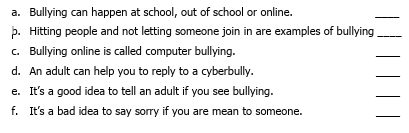 a. Bullying can happen at school, out of school or online. ____
b. Hitting people and not letting someone join in are examples of bullying ____
c. Bullying online is called computer bullying. ____
d. An adult can help you to reply to a cyberbully. ____
e. It's a good idea to tell an adult if you see bullying. ____
f. It's a bad idea to say sorry if you are mean to someone. ____